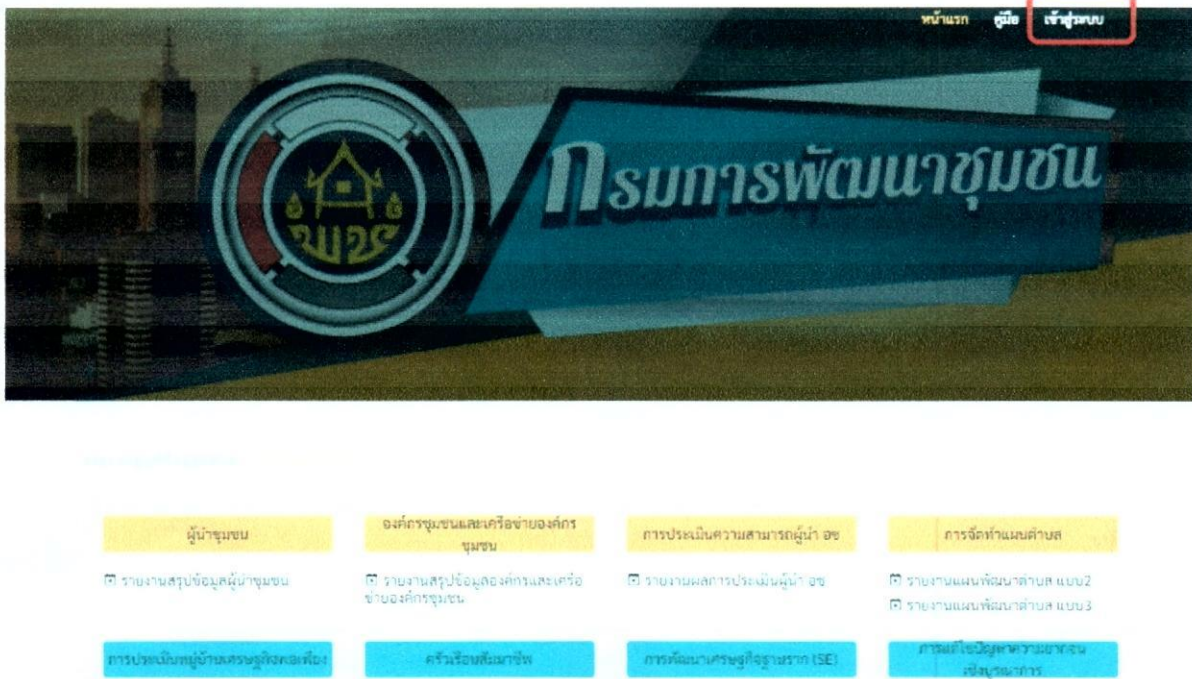 หน้าแรก คู่มือ เข้าสู่ระบบ
กรมการพัฒนาชุมชน
พช
ผู้นำชุมชน
องค์กรชุมชนและเครือข่ายองค์กร
ชุมชน
การประเมินความสามารถผู้นำ อช
การจัดทำแผนตำบล
รายงานสรุปข้อมูลผู้นำชุมชน
รายงานสรุปข้อมูลองค์กรและเครือ
ข่ายองค์กรชุมชน
รายงานผลการประเมินผู้นำ อช
รายงานแผนพัฒนาตำบล แบบ2
รายงานแผนพัฒนาตำบล แบบ3
การประเมินหมู่บ้านเศรษฐกิจพอเพียง
ครัวเรือนสัมมาชีพ
การพัฒนาเศรษฐกิจฐานราก (SE)
การแก้ไขปัญหาความยากจน
เชิงบูรณาการ